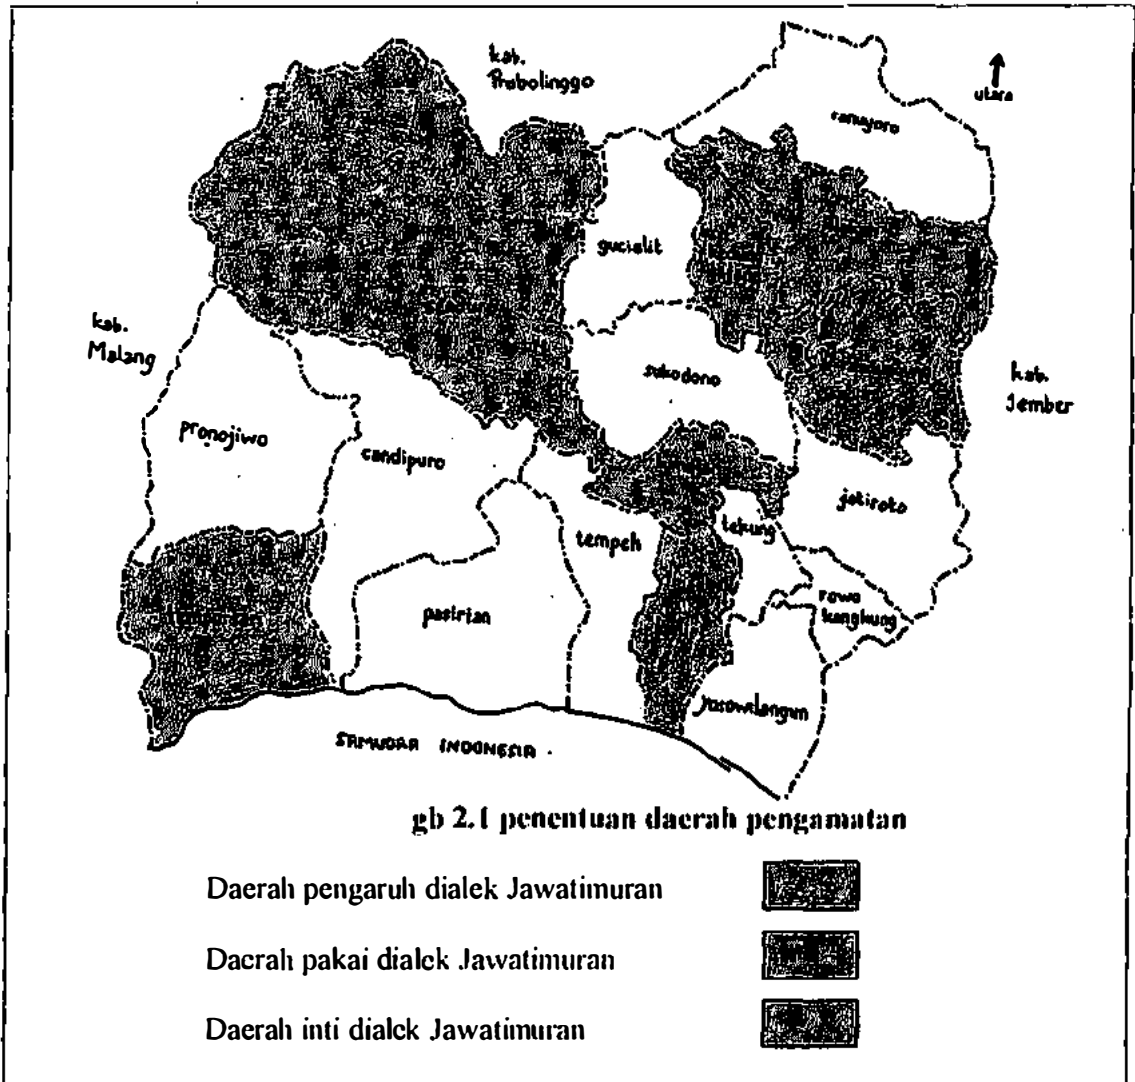 kab.
Probolinggo
utara
ranuyoso
gucialit
kab.
Malang
sukodono
kab.
Jember
pronojiwo
candipuro
jatiroto
tekung
tempeh
rowo
kangkung
pasirian
yosowilangun
SAMUDRA INDONESIA
gb 2.1 penentuan daerah pengamatan
Daerah pengaruh dialek Jawatimuran
Daerah pakai dialek Jawatimuran
Daerah inti dialek Jawatimuran